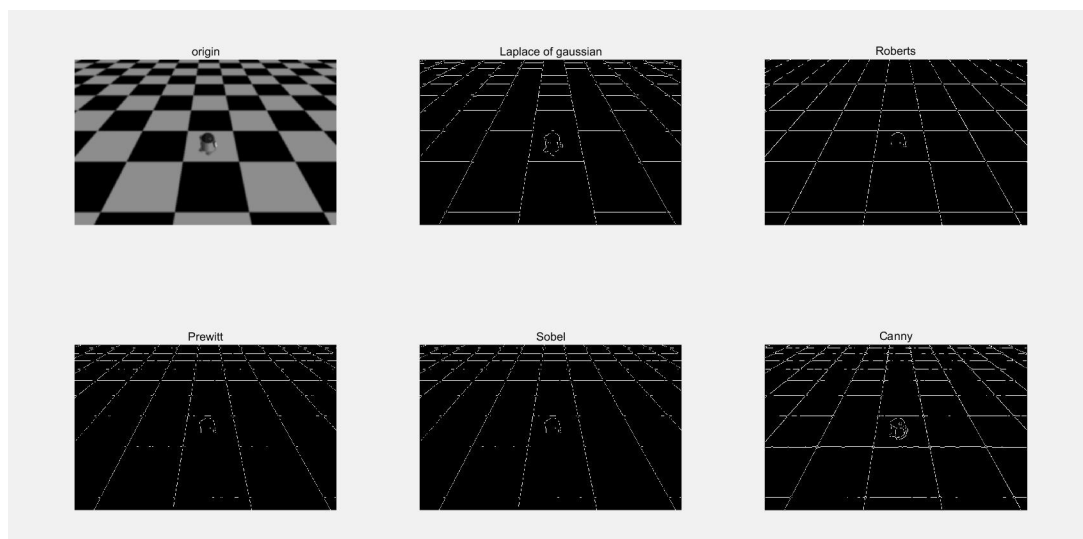 origin
Laplace of gaussian
Roberts
Prewitt
Sobel
Canny